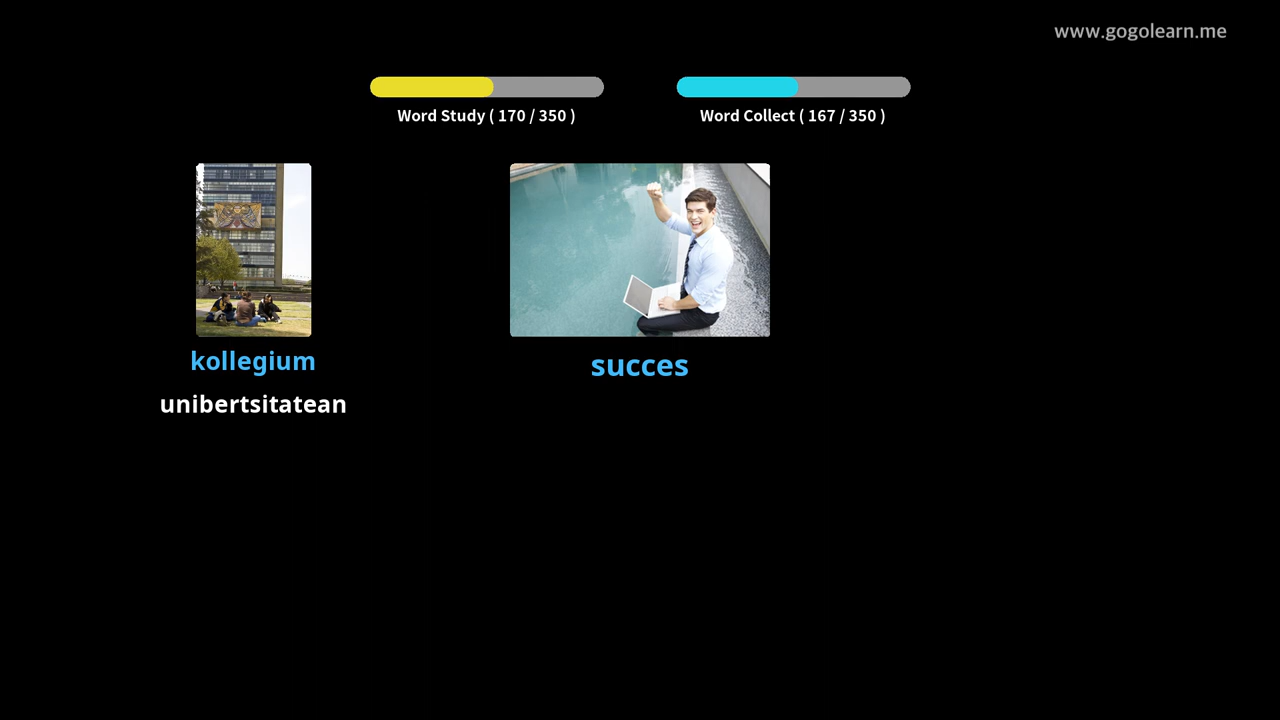 www.gogolearn.me
Word Study ( 170 / 350 )
Word Collect ( 167 / 350 )
kollegium
unibertsitatean
succes